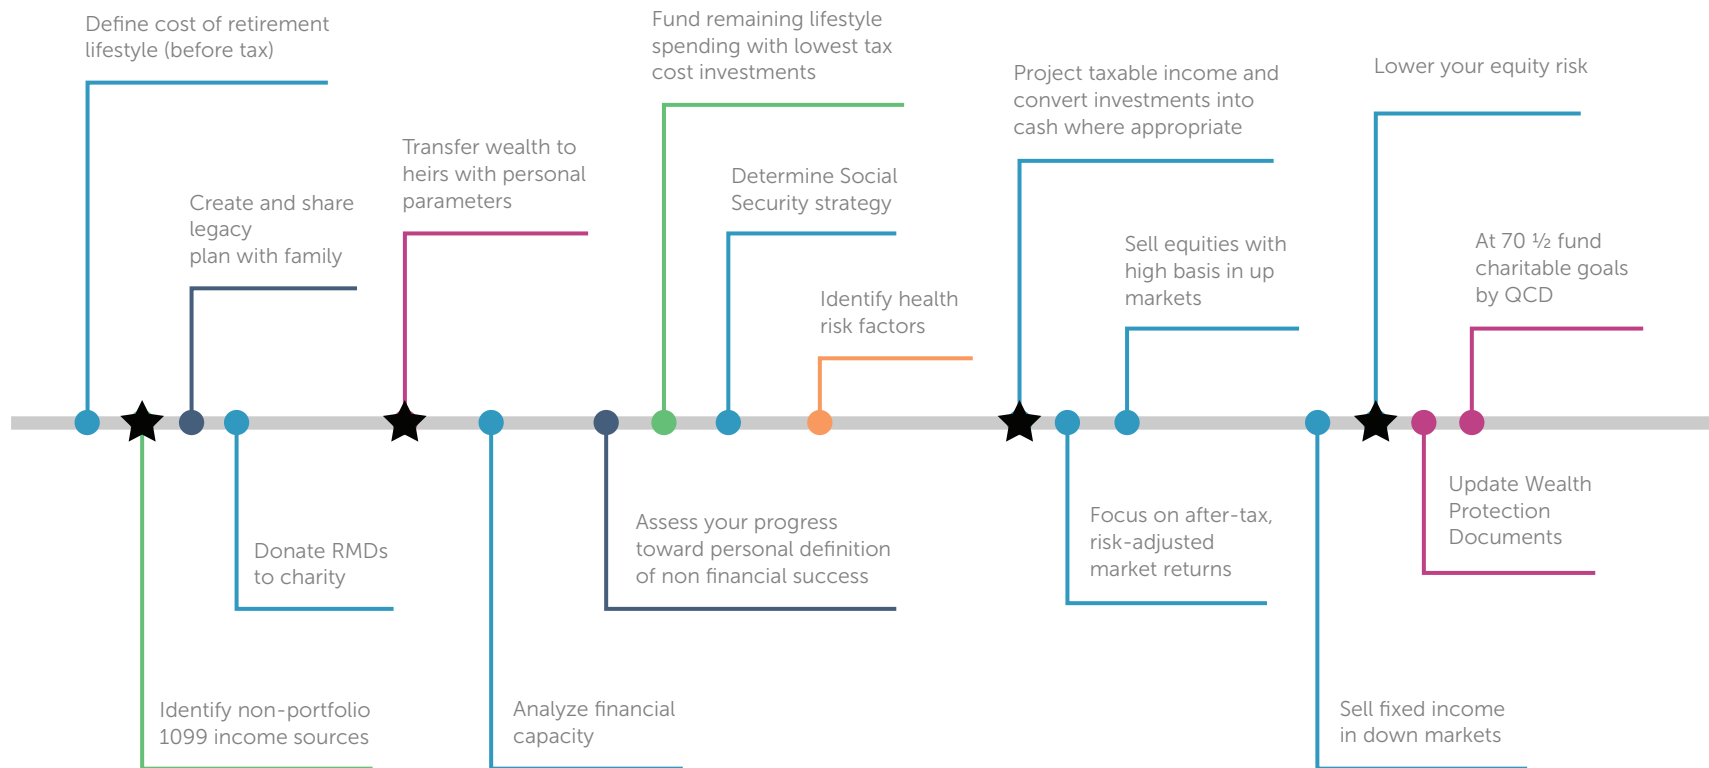 Define cost of retirement
lifestyle (before tax)
Create and share
legacy
plan with family
Transfer wealth to
heirs with personal
parameters
Fund remaining lifestyle
spending with lowest tax
cost investments
Determine Social
Security strategy
Identify health
risk factors
Project taxable income and
convert investments into
cash where appropriate
Sell equities with
high basis in up
markets
Lower your equity risk
At 70 ½ fund
charitable goals
by QCD
Identify non-portfolio
1099 income sources
Donate RMDs
to charity
Analyze financial
capacity
Assess your progress
toward personal definition
of non financial success
Focus on after-tax,
risk-adjusted
market returns
Sell fixed income
in down markets
Update Wealth
Protection
Documents